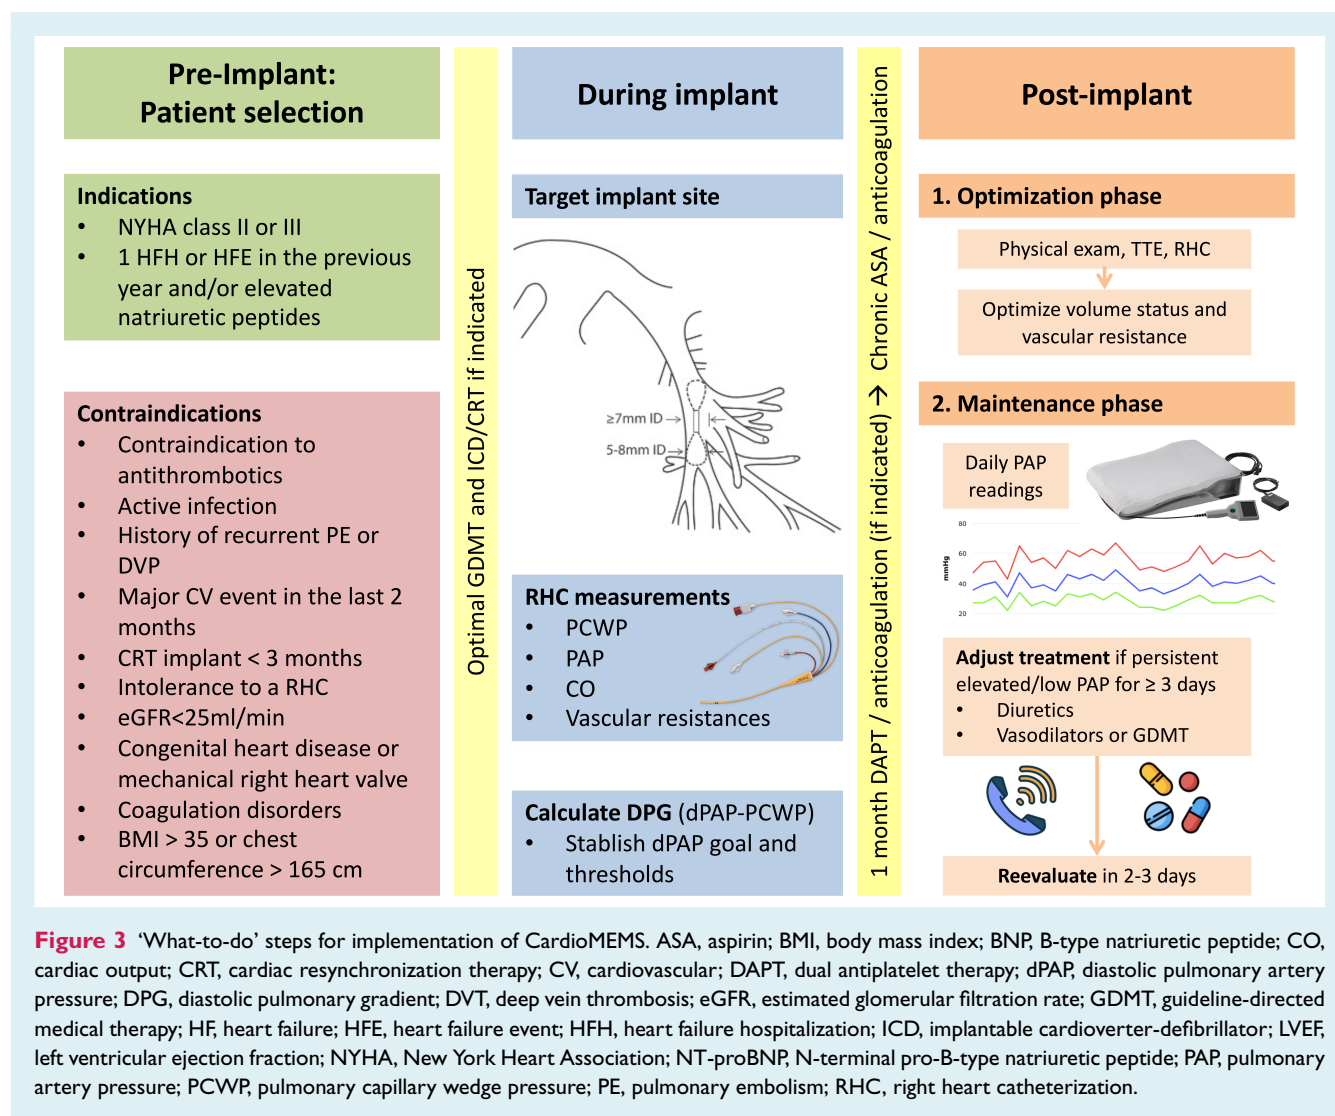 Pre-Implant:
Patient selection
Indications
• NYHA class II or III
• 1 HFH or HFE in the previous
year and/or elevated
natriuretic peptides
Contraindications
• Contraindication to
antithrombotics
• Active infection
• History of recurrent PE or
DVP
• Major CV event in the last 2
months
• CRT implant < 3 months
• Intolerance to a RHC
• eGFR<25ml/min
• Congenital heart disease or
mechanical right heart valve
• Coagulation disorders
• BMI > 35 or chest
circumference > 165 cm
Optimal GDMT and ICD/CRT if indicated
During implant
Target implant site
≥7mm ID
5-8mm ID
RHC measurements
• PCWP
• PAP
• CO
• Vascular resistances
Calculate DPG (dPAP-PCWP)
• Stablish dPAP goal and
thresholds
1 month DAPT / anticoagulation (if indicated) → Chronic ASA / anticoagulation
Post-implant
1. Optimization phase
Physical exam, TTE, RHC
Optimize volume status and
vascular resistance
2. Maintenance phase
Daily PAP
readings
80
60
40
20
mmHg
Adjust treatment if persistent
elevated/low PAP for ≥ 3 days
• Diuretics
• Vasodilators or GDMT
Reevaluate in 2-3 days
Figure 3 ‘What-to-do’ steps for implementation of CardioMEMS. ASA, aspirin; BMI, body mass index; BNP, B-type natriuretic peptide; CO,
cardiac output; CRT, cardiac resynchronization therapy; CV, cardiovascular; DAPT, dual antiplatelet therapy; dPAP, diastolic pulmonary artery
pressure; DPG, diastolic pulmonary gradient; DVT, deep vein thrombosis; eGFR, estimated glomerular filtration rate; GDMT, guideline-directed
medical therapy; HF, heart failure; HFE, heart failure event; HFH, heart failure hospitalization; ICD, implantable cardioverter-defibrillator; LVEF,
left ventricular ejection fraction; NYHA, New York Heart Association; NT-proBNP, N-terminal pro-B-type natriuretic peptide; PAP, pulmonary
artery pressure; PCWP, pulmonary capillary wedge pressure; PE, pulmonary embolism; RHC, right heart catheterization.